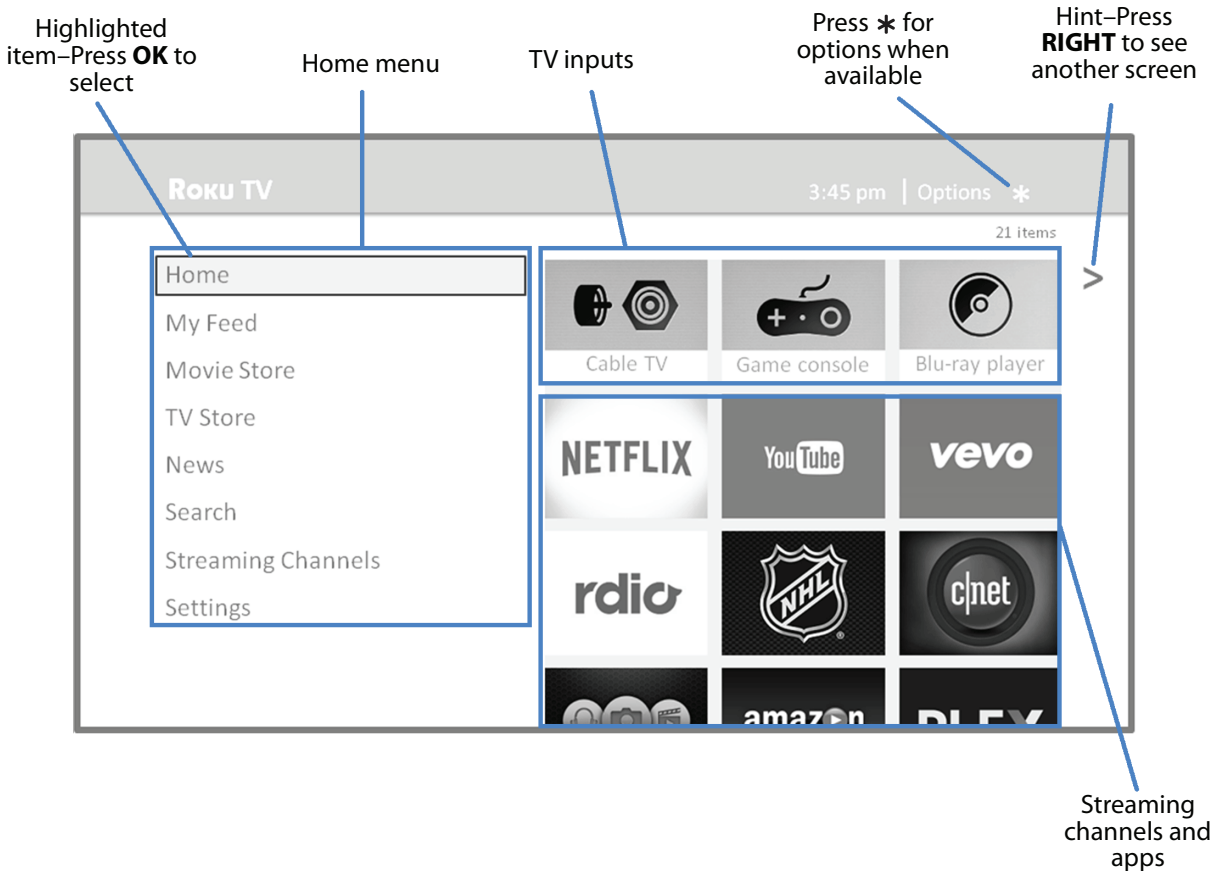 Highlighted
item–Press OK to
select
Home menu
TV inputs
Press * for
options when
available
Hint–Press
RIGHT to see
another screen
ROKU TV
3:45 pm | Options *
21 items
Home
My Feed
Movie Store
TV Store
News
Search
Streaming Channels
Settings
>
Cable TV
Game console
Blu-ray player
NETFLIX
YouTube
vevo
rdio
NHL
c|net
amazon
PLEX
Streaming
channels and
apps